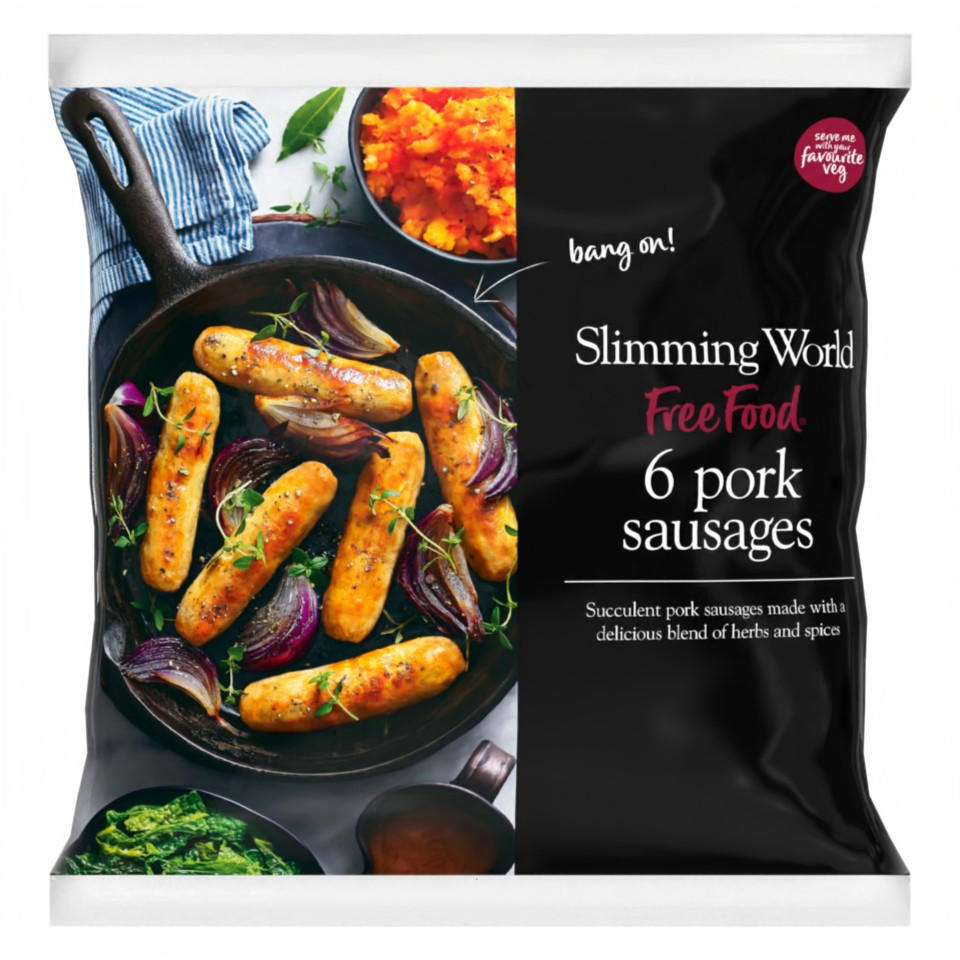 serve me
with your
favourite
veg
bang on!
Slimming World
Free Food®
6 pork
sausages
Succulent pork sausages made with a
delicious blend of herbs and spices